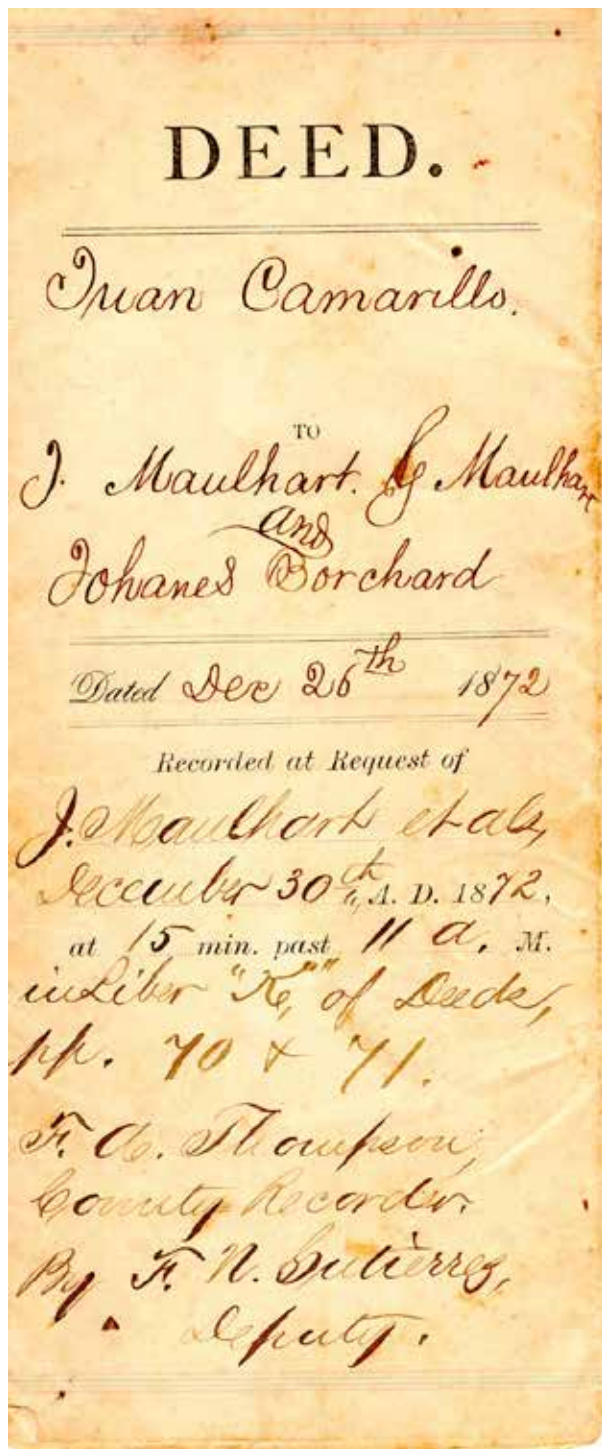 DEED.
Juan Camarillo.
TO
J. Maulhart. G Maulhart
and
Johanes Borchard
Dated Dec 26th 1872
Recorded at Request of
J. Maulhart et als,
December 30th, A. D. 1872,
at 15 min. past 11 a. M.
in Liber "K", of Deeds,
pp. 70 & 71.
F. A. Thompson,
County Recorder.
By F. N. Gutierrez,
Deputy.